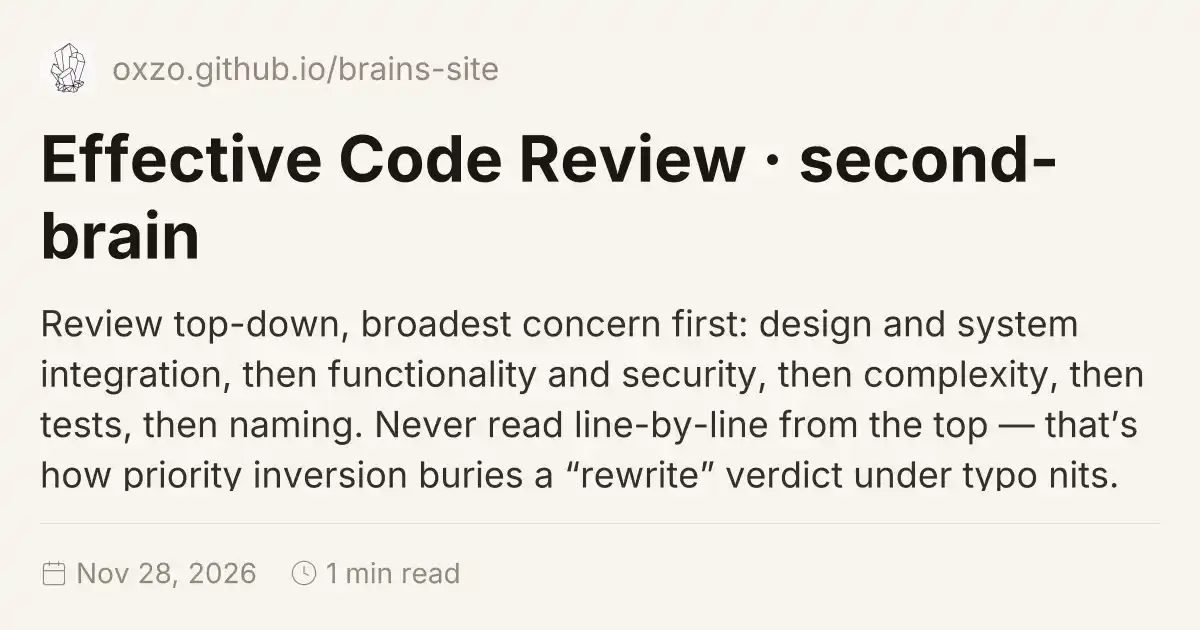 oxzo.github.io/brains-site
Effective Code Review · second-
brain
Review top-down, broadest concern first: design and system
integration, then functionality and security, then complexity, then
tests, then naming. Never read line-by-line from the top — that’s
how priority inversion buries a “rewrite” verdict under typo nits.
Nov 28, 2026 1 min read